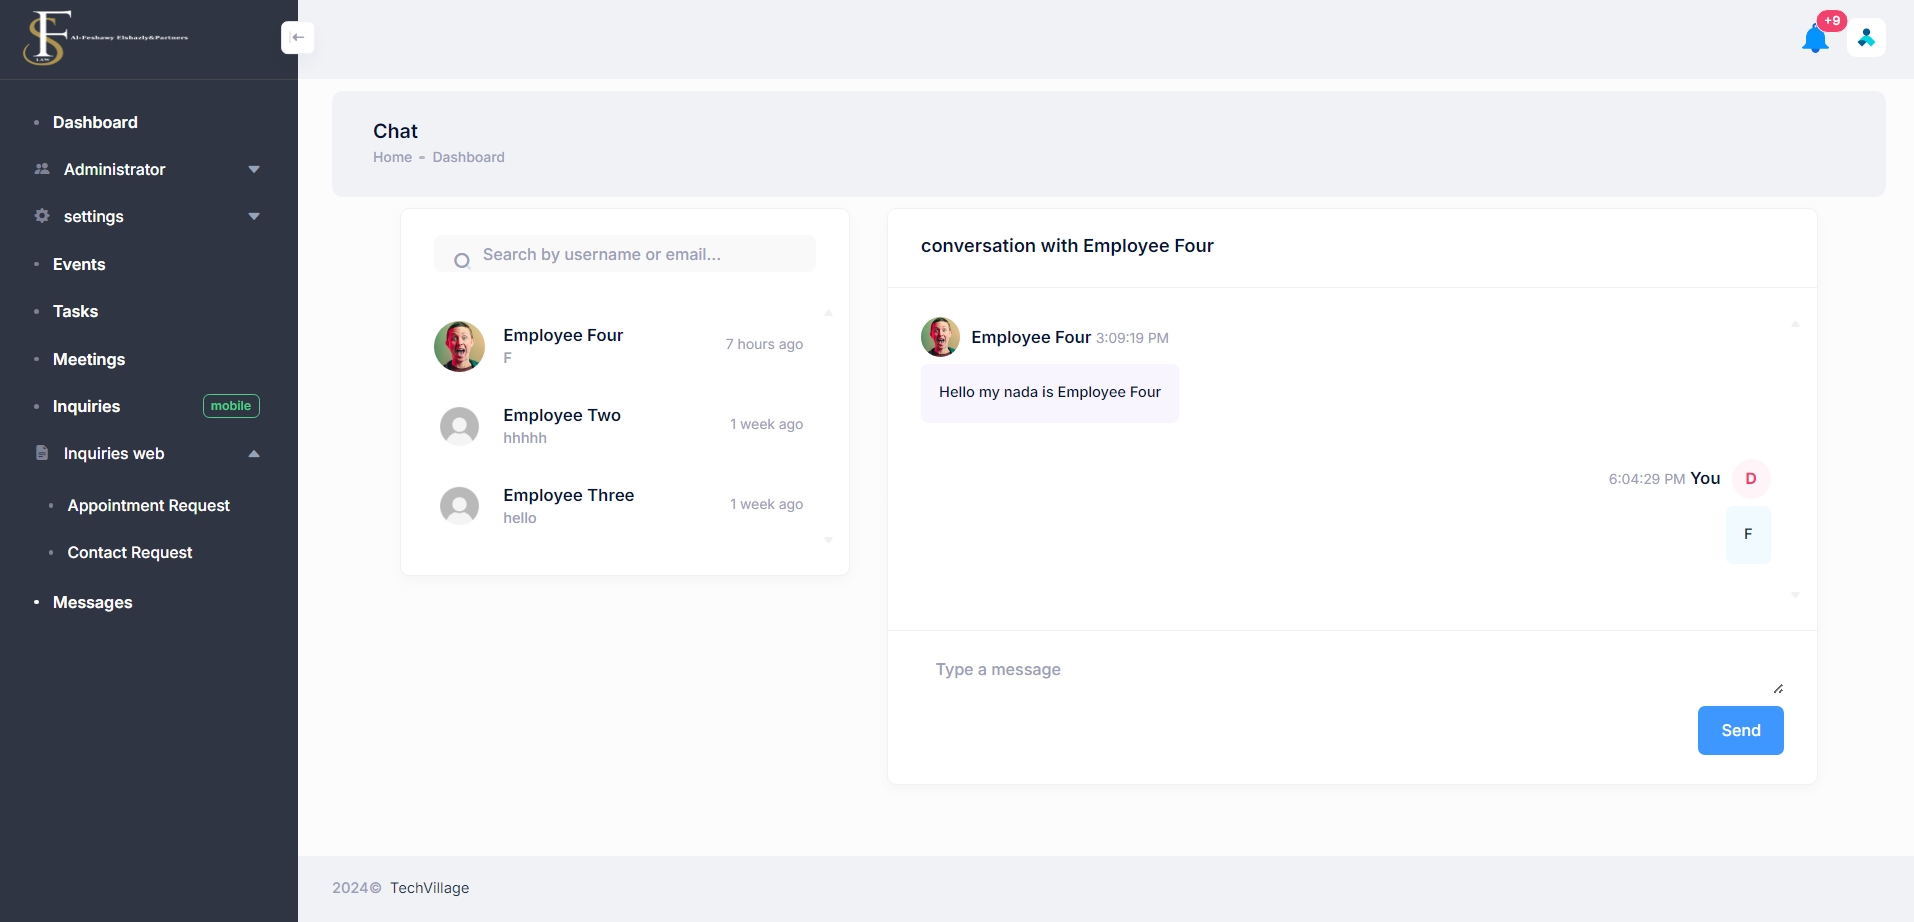 Al-Feshawy Elshazly&Partners
LAW
+9
Dashboard
Administrator
settings
Events
Tasks
Meetings
Inquiries mobile
Inquiries web
Appointment Request
Contact Request
Messages
Chat
Home - Dashboard
Search by username or email...
Employee Four
F
7 hours ago
Employee Two
hhhhh
1 week ago
Employee Three
hello
1 week ago
conversation with Employee Four
Employee Four 3:09:19 PM
Hello my nada is Employee Four
6:04:29 PM You D
F
Type a message
Send
2024© TechVillage